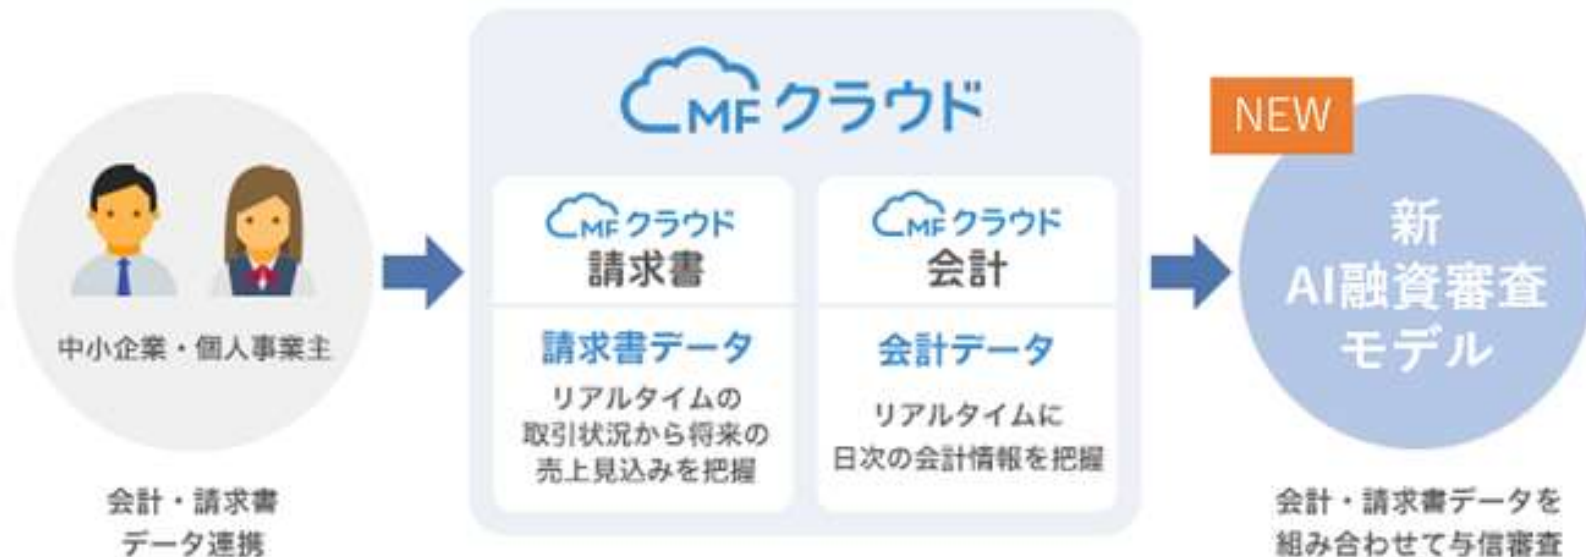 中小企業・個人事業主
会計・請求書
データ連携
MFクラウド
MFクラウド
請求書
請求書データ
リアルタイムの
取引状況から将来の
売上見込みを把握
MFクラウド
会計
会計データ
リアルタイムに
日次の会計情報を把握
NEW
新
AI融資審査
モデル
会計・請求書データを
組み合わせて与信審査